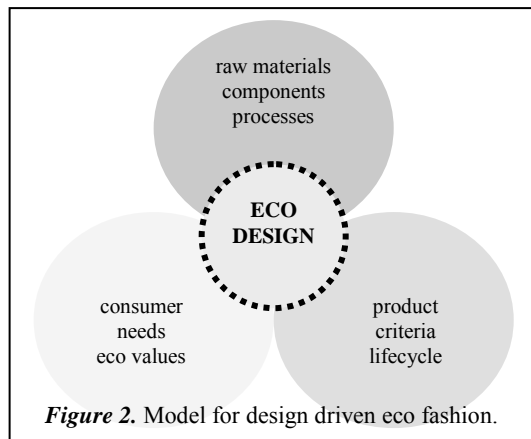 raw materials
components
processes
ECO
DESIGN
consumer
needs
eco values
product
criteria
lifecycle
Figure 2. Model for design driven eco fashion.